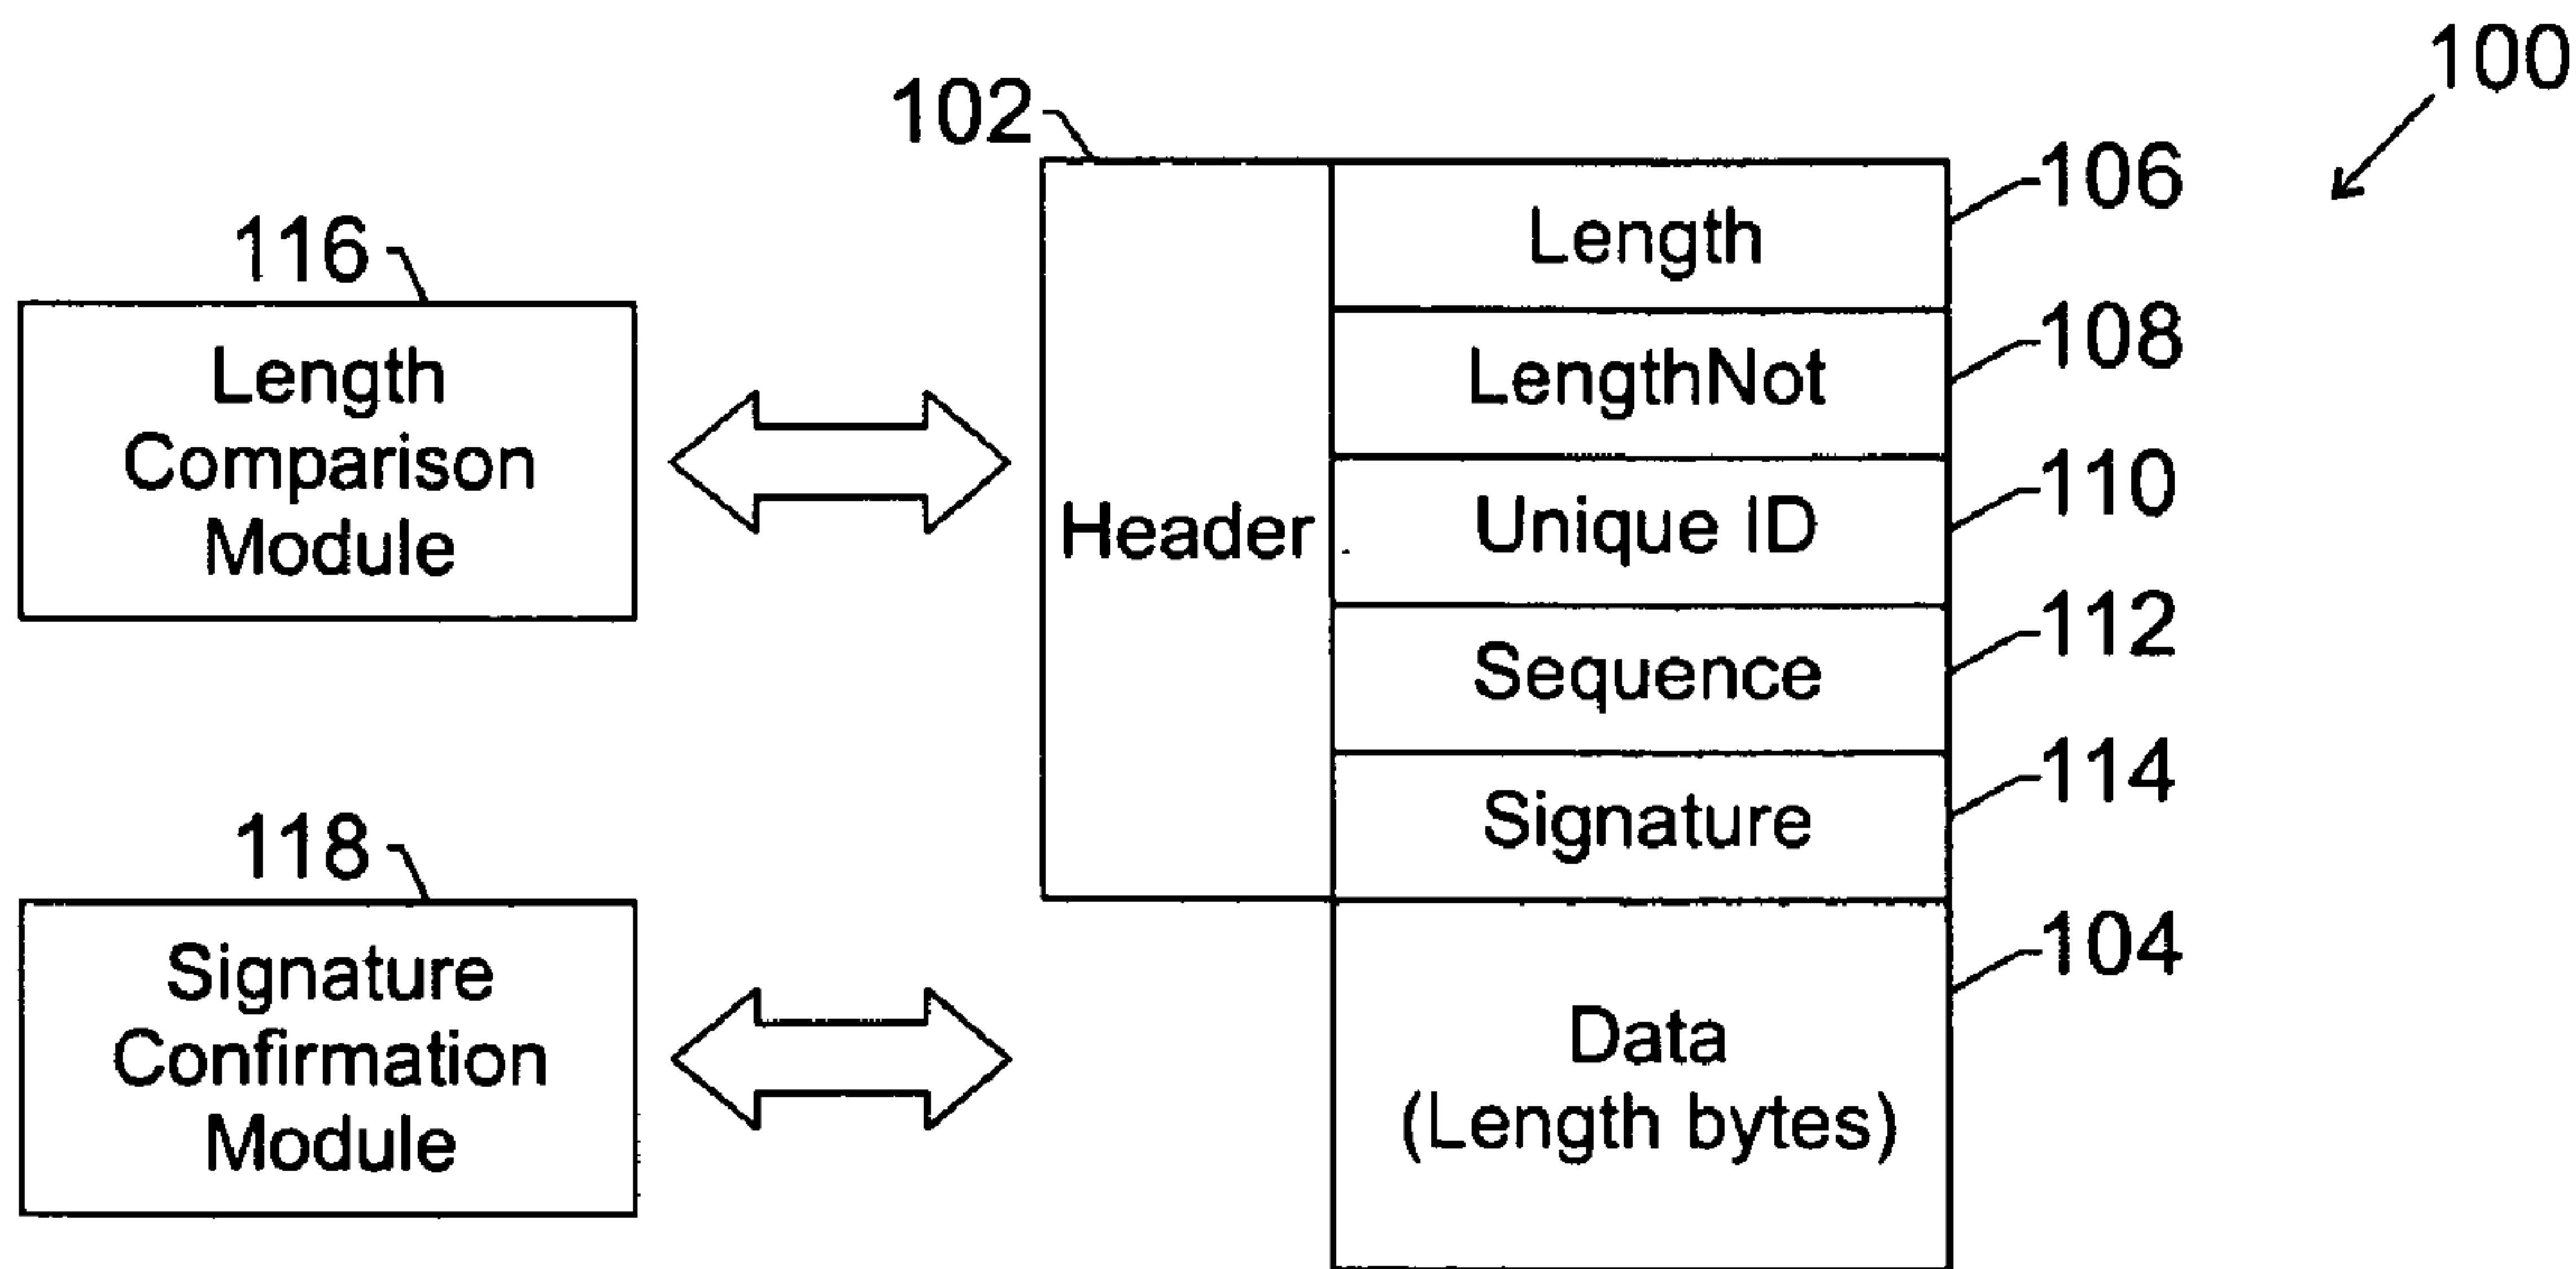 100
102
106
Length
116
108
Length
Comparison
Module
LengthNot
110
Header
Unique ID
112
Sequence
114
Signature
118
104
Signature
Confirmation
Module
Data
(Length bytes)